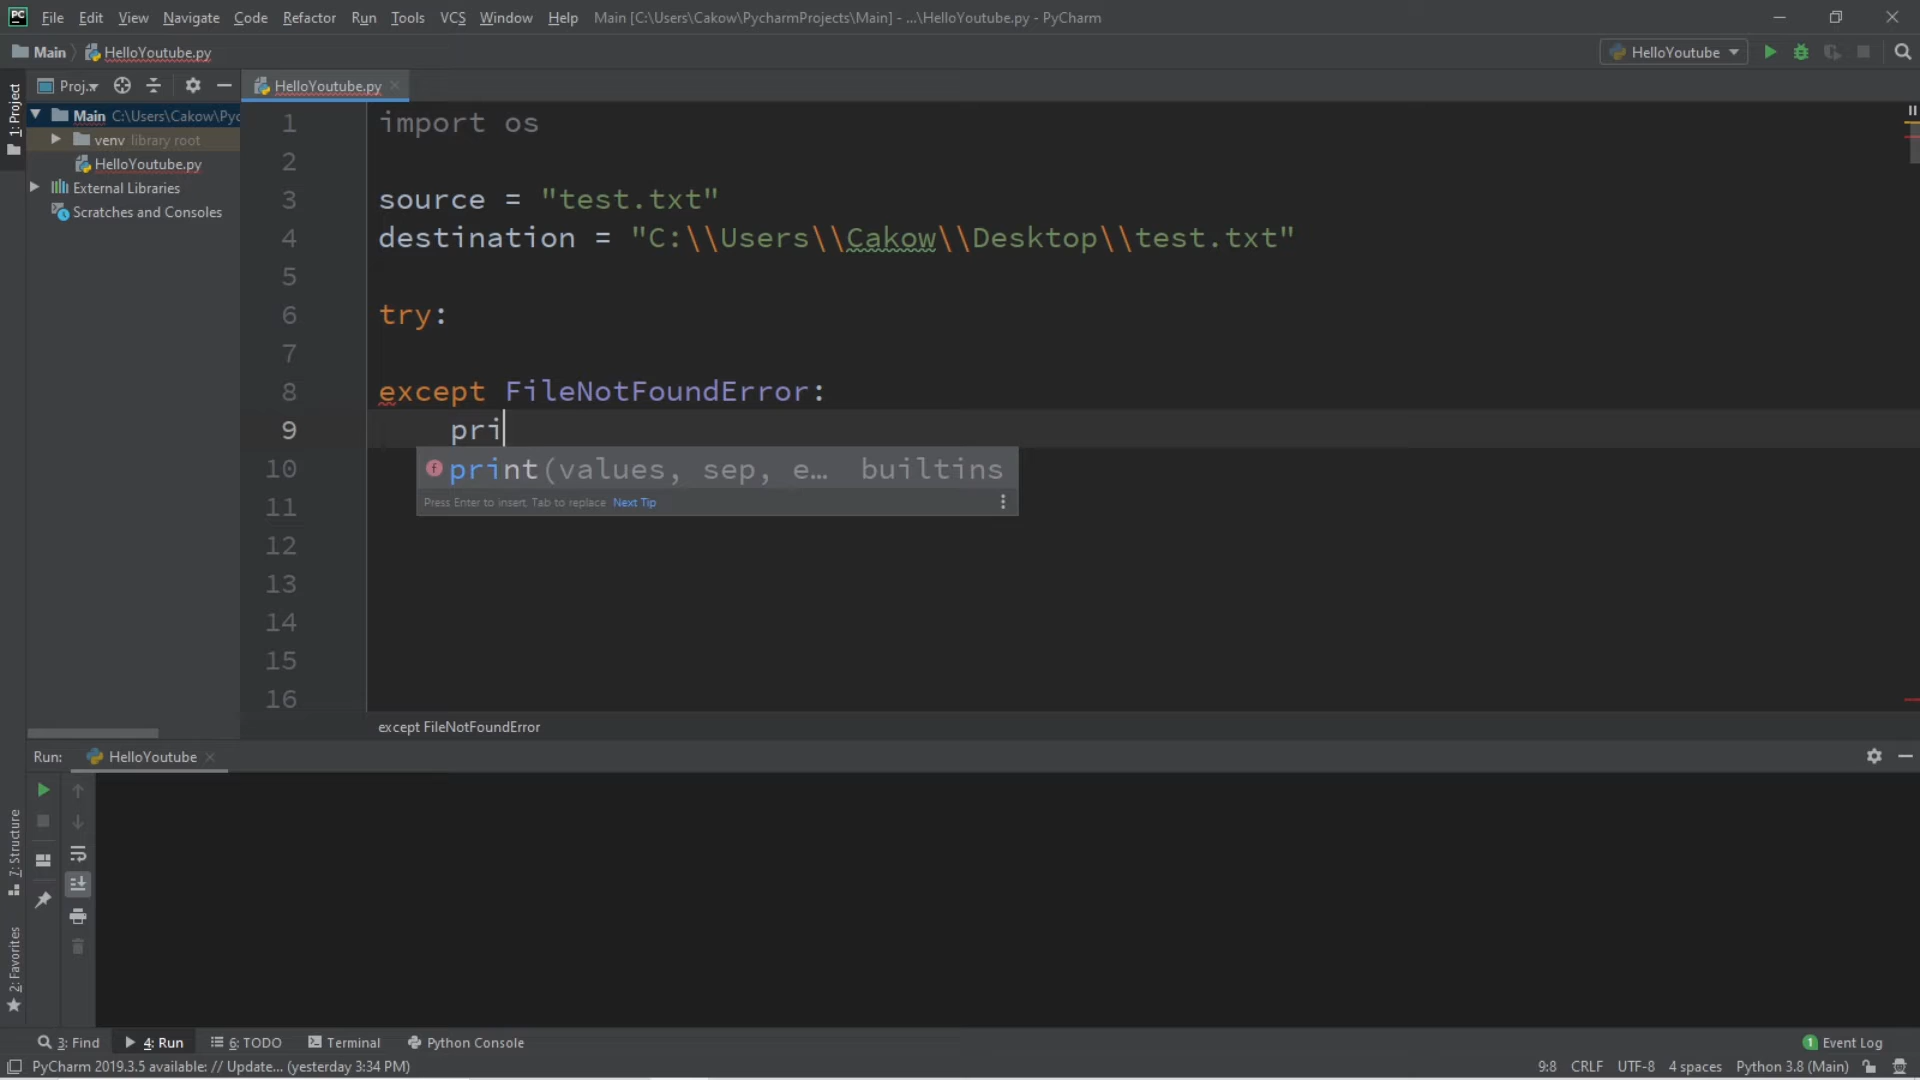 PC File Edit View Navigate Code Refactor Run Tools VCS Window Help Main [C:\Users\Cakow\PycharmProjects\Main] - ...\HelloYoutube.py - PyCharm
Main HelloYoutube.py HelloYoutube
1: Project Proj... HelloYoutube.py
Main C:\Users\Cakow\Pyc
venv library root
HelloYoutube.py
External Libraries
Scratches and Consoles
1 import os
2
3 source = "test.txt"
4 destination = "C:\\Users\\Cakow\\Desktop\\test.txt"
5
6 try:
7
8 except FileNotFoundError:
9 pri
10 f print(values, sep, e… builtins
Press Enter to insert, Tab to replace Next Tip
11
12
13
14
15
16
except FileNotFoundError
Run: HelloYoutube
7: Structure
2: Favorites
3: Find 4: Run 6: TODO Terminal Python Console 1 Event Log
PyCharm 2019.3.5 available: // Update... (yesterday 3:34 PM) 9:8 CRLF UTF-8 4 spaces Python 3.8 (Main)